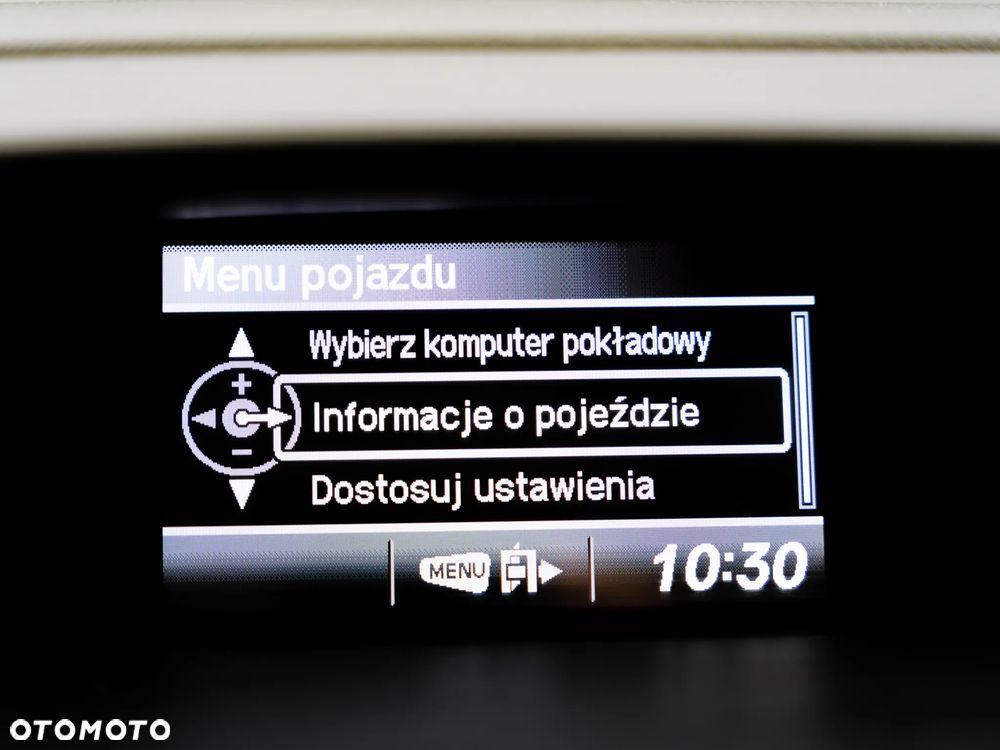 Menu pojazdu
Wybierz komputer pokładowy
Informacje o pojeździe
Dostosuj ustawienia
MENU
10:30
OTOMOTO